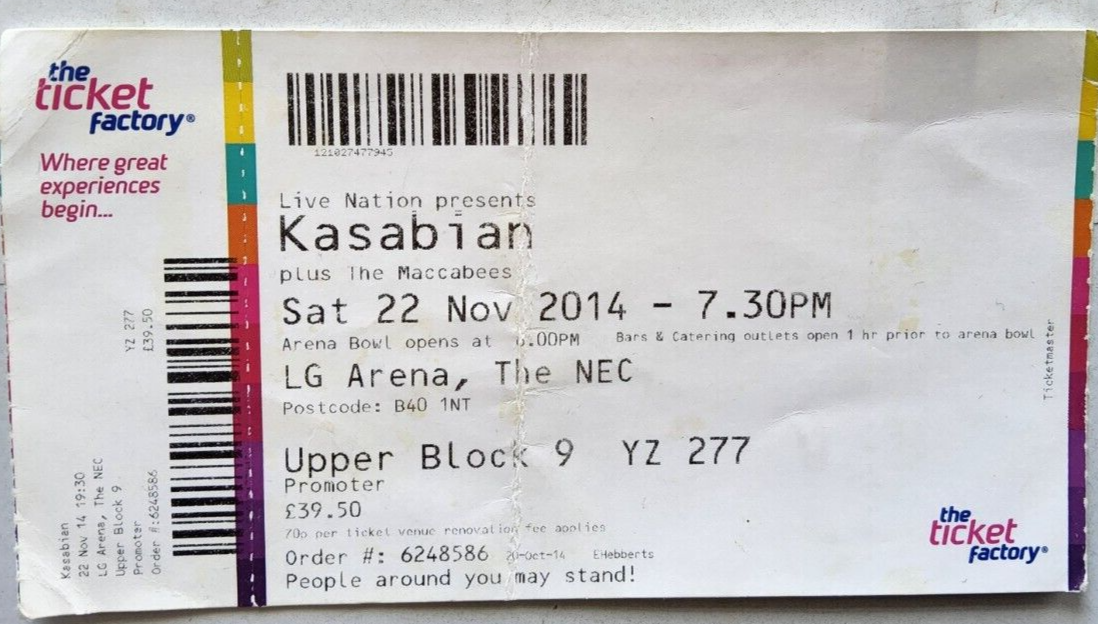 the
ticket
factory®
Where great
experiences
begin...
YZ 277
£39.50
Kasabian
22 Nov 14 19:30
LG Arena, The NEC
Upper Block 9
Promoter
Order #:6248586
121027477945
Live Nation presents
Kasabian
plus The Maccabees
Sat 22 Nov 2014 - 7.30PM
Arena Bowl opens at .00PM Bars & Catering outlets open 1 hr prior to arena bowl
LG Arena, The NEC
Postcode: B40 1NT
Upper Block 9 YZ 277
Promoter
£39.50
70p per ticket venue renovation fee applies
Order #: 6248586 20-Oct-14 EHebberts
People around you may stand!
Ticketmaster
the
ticket
factory®